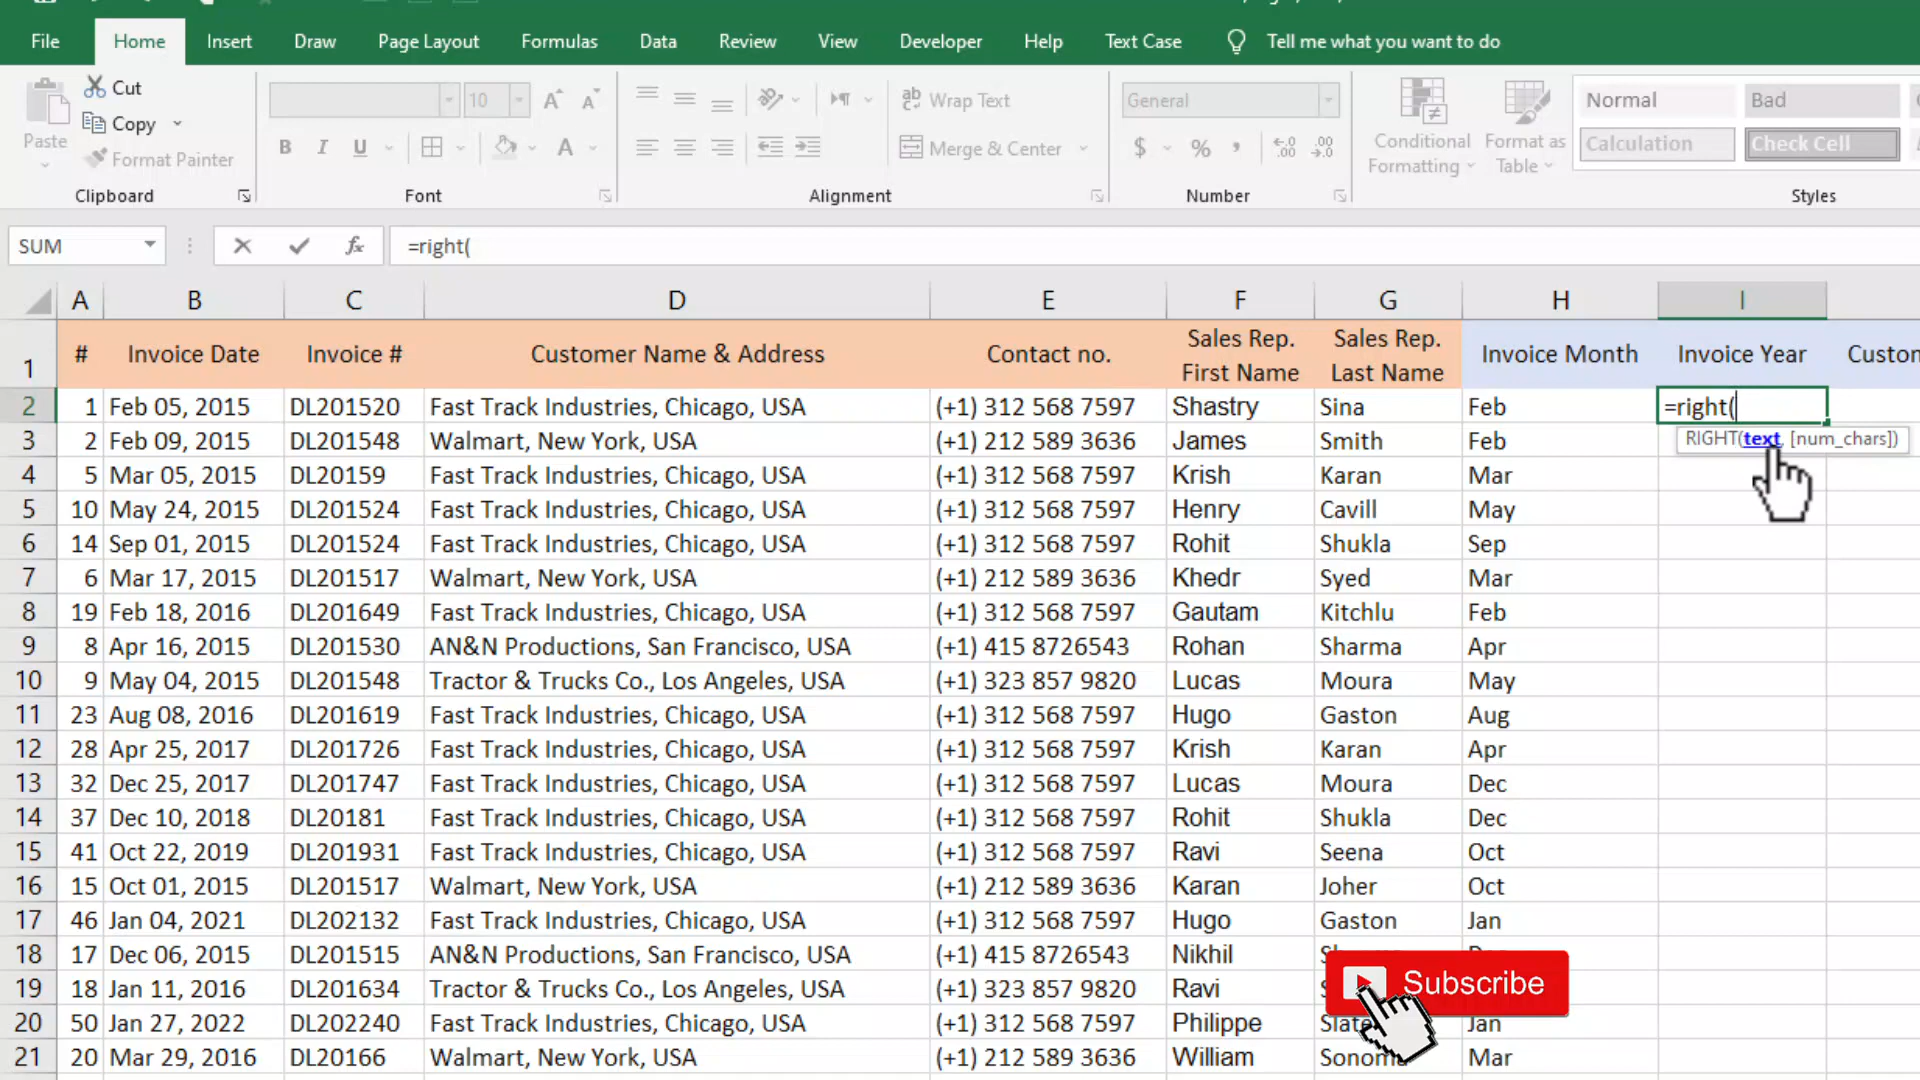 File Home Insert Draw Page Layout Formulas Data Review View Developer Help Text Case Tell me what you want to do
Paste Cut Copy Format Painter
Clipboard
10
B I U A
Font
Alignment
ab Wrap Text
Merge & Center
General
$ % ,
Number
Conditional Formatting
Format as Table
Normal Bad
Calculation Check Cell
Styles
SUM fx =right(
A B C D E F G H I
1 # Invoice Date Invoice # Customer Name & Address Contact no. Sales Rep. First Name Sales Rep. Last Name Invoice Month Invoice Year
2 1 Feb 05, 2015 DL201520 Fast Track Industries, Chicago, USA (+1) 312 568 7597 Shastry Sina Feb =right(
RIGHT(text, [num_chars])
3 2 Feb 09, 2015 DL201548 Walmart, New York, USA (+1) 212 589 3636 James Smith Feb
4 5 Mar 05, 2015 DL20159 Fast Track Industries, Chicago, USA (+1) 312 568 7597 Krish Karan Mar
5 10 May 24, 2015 DL201524 Fast Track Industries, Chicago, USA (+1) 312 568 7597 Henry Cavill May
6 14 Sep 01, 2015 DL201524 Fast Track Industries, Chicago, USA (+1) 312 568 7597 Rohit Shukla Sep
7 6 Mar 17, 2015 DL201517 Walmart, New York, USA (+1) 212 589 3636 Khedr Syed Mar
8 19 Feb 18, 2016 DL201649 Fast Track Industries, Chicago, USA (+1) 312 568 7597 Gautam Kitchlu Feb
9 8 Apr 16, 2015 DL201530 AN&N Productions, San Francisco, USA (+1) 415 8726543 Rohan Sharma Apr
10 9 May 04, 2015 DL201548 Tractor & Trucks Co., Los Angeles, USA (+1) 323 857 9820 Lucas Moura May
11 23 Aug 08, 2016 DL201619 Fast Track Industries, Chicago, USA (+1) 312 568 7597 Hugo Gaston Aug
12 28 Apr 25, 2017 DL201726 Fast Track Industries, Chicago, USA (+1) 312 568 7597 Krish Karan Apr
13 32 Dec 25, 2017 DL201747 Fast Track Industries, Chicago, USA (+1) 312 568 7597 Lucas Moura Dec
14 37 Dec 10, 2018 DL20181 Fast Track Industries, Chicago, USA (+1) 312 568 7597 Rohit Shukla Dec
15 41 Oct 22, 2019 DL201931 Fast Track Industries, Chicago, USA (+1) 312 568 7597 Ravi Seena Oct
16 15 Oct 01, 2015 DL201517 Walmart, New York, USA (+1) 212 589 3636 Karan Joher Oct
17 46 Jan 04, 2021 DL202132 Fast Track Industries, Chicago, USA (+1) 312 568 7597 Hugo Gaston Jan
18 17 Dec 06, 2015 DL201515 AN&N Productions, San Francisco, USA (+1) 415 8726543 Nikhil
19 18 Jan 11, 2016 DL201634 Tractor & Trucks Co., Los Angeles, USA (+1) 323 857 9820 Ravi
Subscribe
20 50 Jan 27, 2022 DL202240 Fast Track Industries, Chicago, USA (+1) 312 568 7597 Philippe Jan
21 20 Mar 29, 2016 DL20166 Walmart, New York, USA (+1) 212 589 3636 William Mar